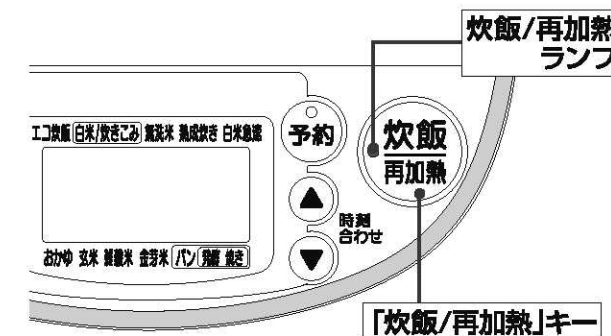 炊飯/再加熱
ランプ
エコ炊飯 白米/炊きこみ 無洗米 熟成炊き 白米急速
予約
炊飯
再加熱
時刻
合わせ
おかゆ 玄米 雑穀米 金芽米 パン 発酵 焼き
「炊飯/再加熱」キー